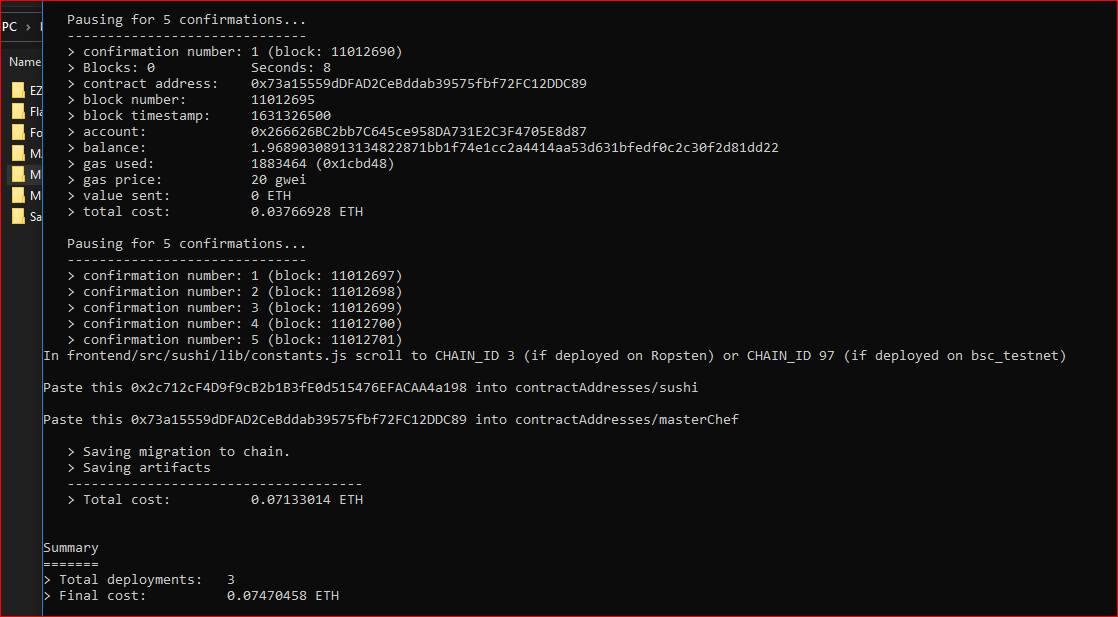 PC ›
Name
EZ
Fla
Fo
M
M
M
Sa
Pausing for 5 confirmations...
------------------------------
> confirmation number: 1 (block: 11012690)
> Blocks: 0 Seconds: 8
> contract address: 0x73a15559dDFAD2CeBddab39575fbf72FC12DDC89
> block number: 11012695
> block timestamp: 1631326500
> account: 0x266626BC2bb7C645ce958DA731E2C3F4705E8d87
> balance: 1.96890308913134822871bb1f74e1cc2a4414aa53d631bfedf0c2c30f2d81dd22
> gas used: 1883464 (0x1cbd48)
> gas price: 20 gwei
> value sent: 0 ETH
> total cost: 0.03766928 ETH
Pausing for 5 confirmations...
------------------------------
> confirmation number: 1 (block: 11012697)
> confirmation number: 2 (block: 11012698)
> confirmation number: 3 (block: 11012699)
> confirmation number: 4 (block: 11012700)
> confirmation number: 5 (block: 11012701)
In frontend/src/sushi/lib/constants.js scroll to CHAIN_ID 3 (if deployed on Ropsten) or CHAIN_ID 97 (if deployed on bsc_testnet)
Paste this 0x2c712cF4D9f9cB2b1B3fE0d515476EFACAA4a198 into contractAddresses/sushi
Paste this 0x73a15559dDFAD2CeBddab39575fbf72FC12DDC89 into contractAddresses/masterChef
> Saving migration to chain.
> Saving artifacts
-------------------------------------
> Total cost: 0.07133014 ETH
Summary
=======
> Total deployments: 3
> Final cost: 0.07470458 ETH